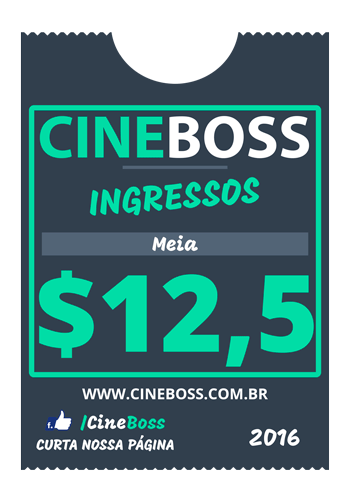 CINEBOSS
INGRESSOS
Meia
$12,5
WWW.CINEBOSS.COM.BR
/CineBoss
CURTA NOSSA PÁGINA
2016